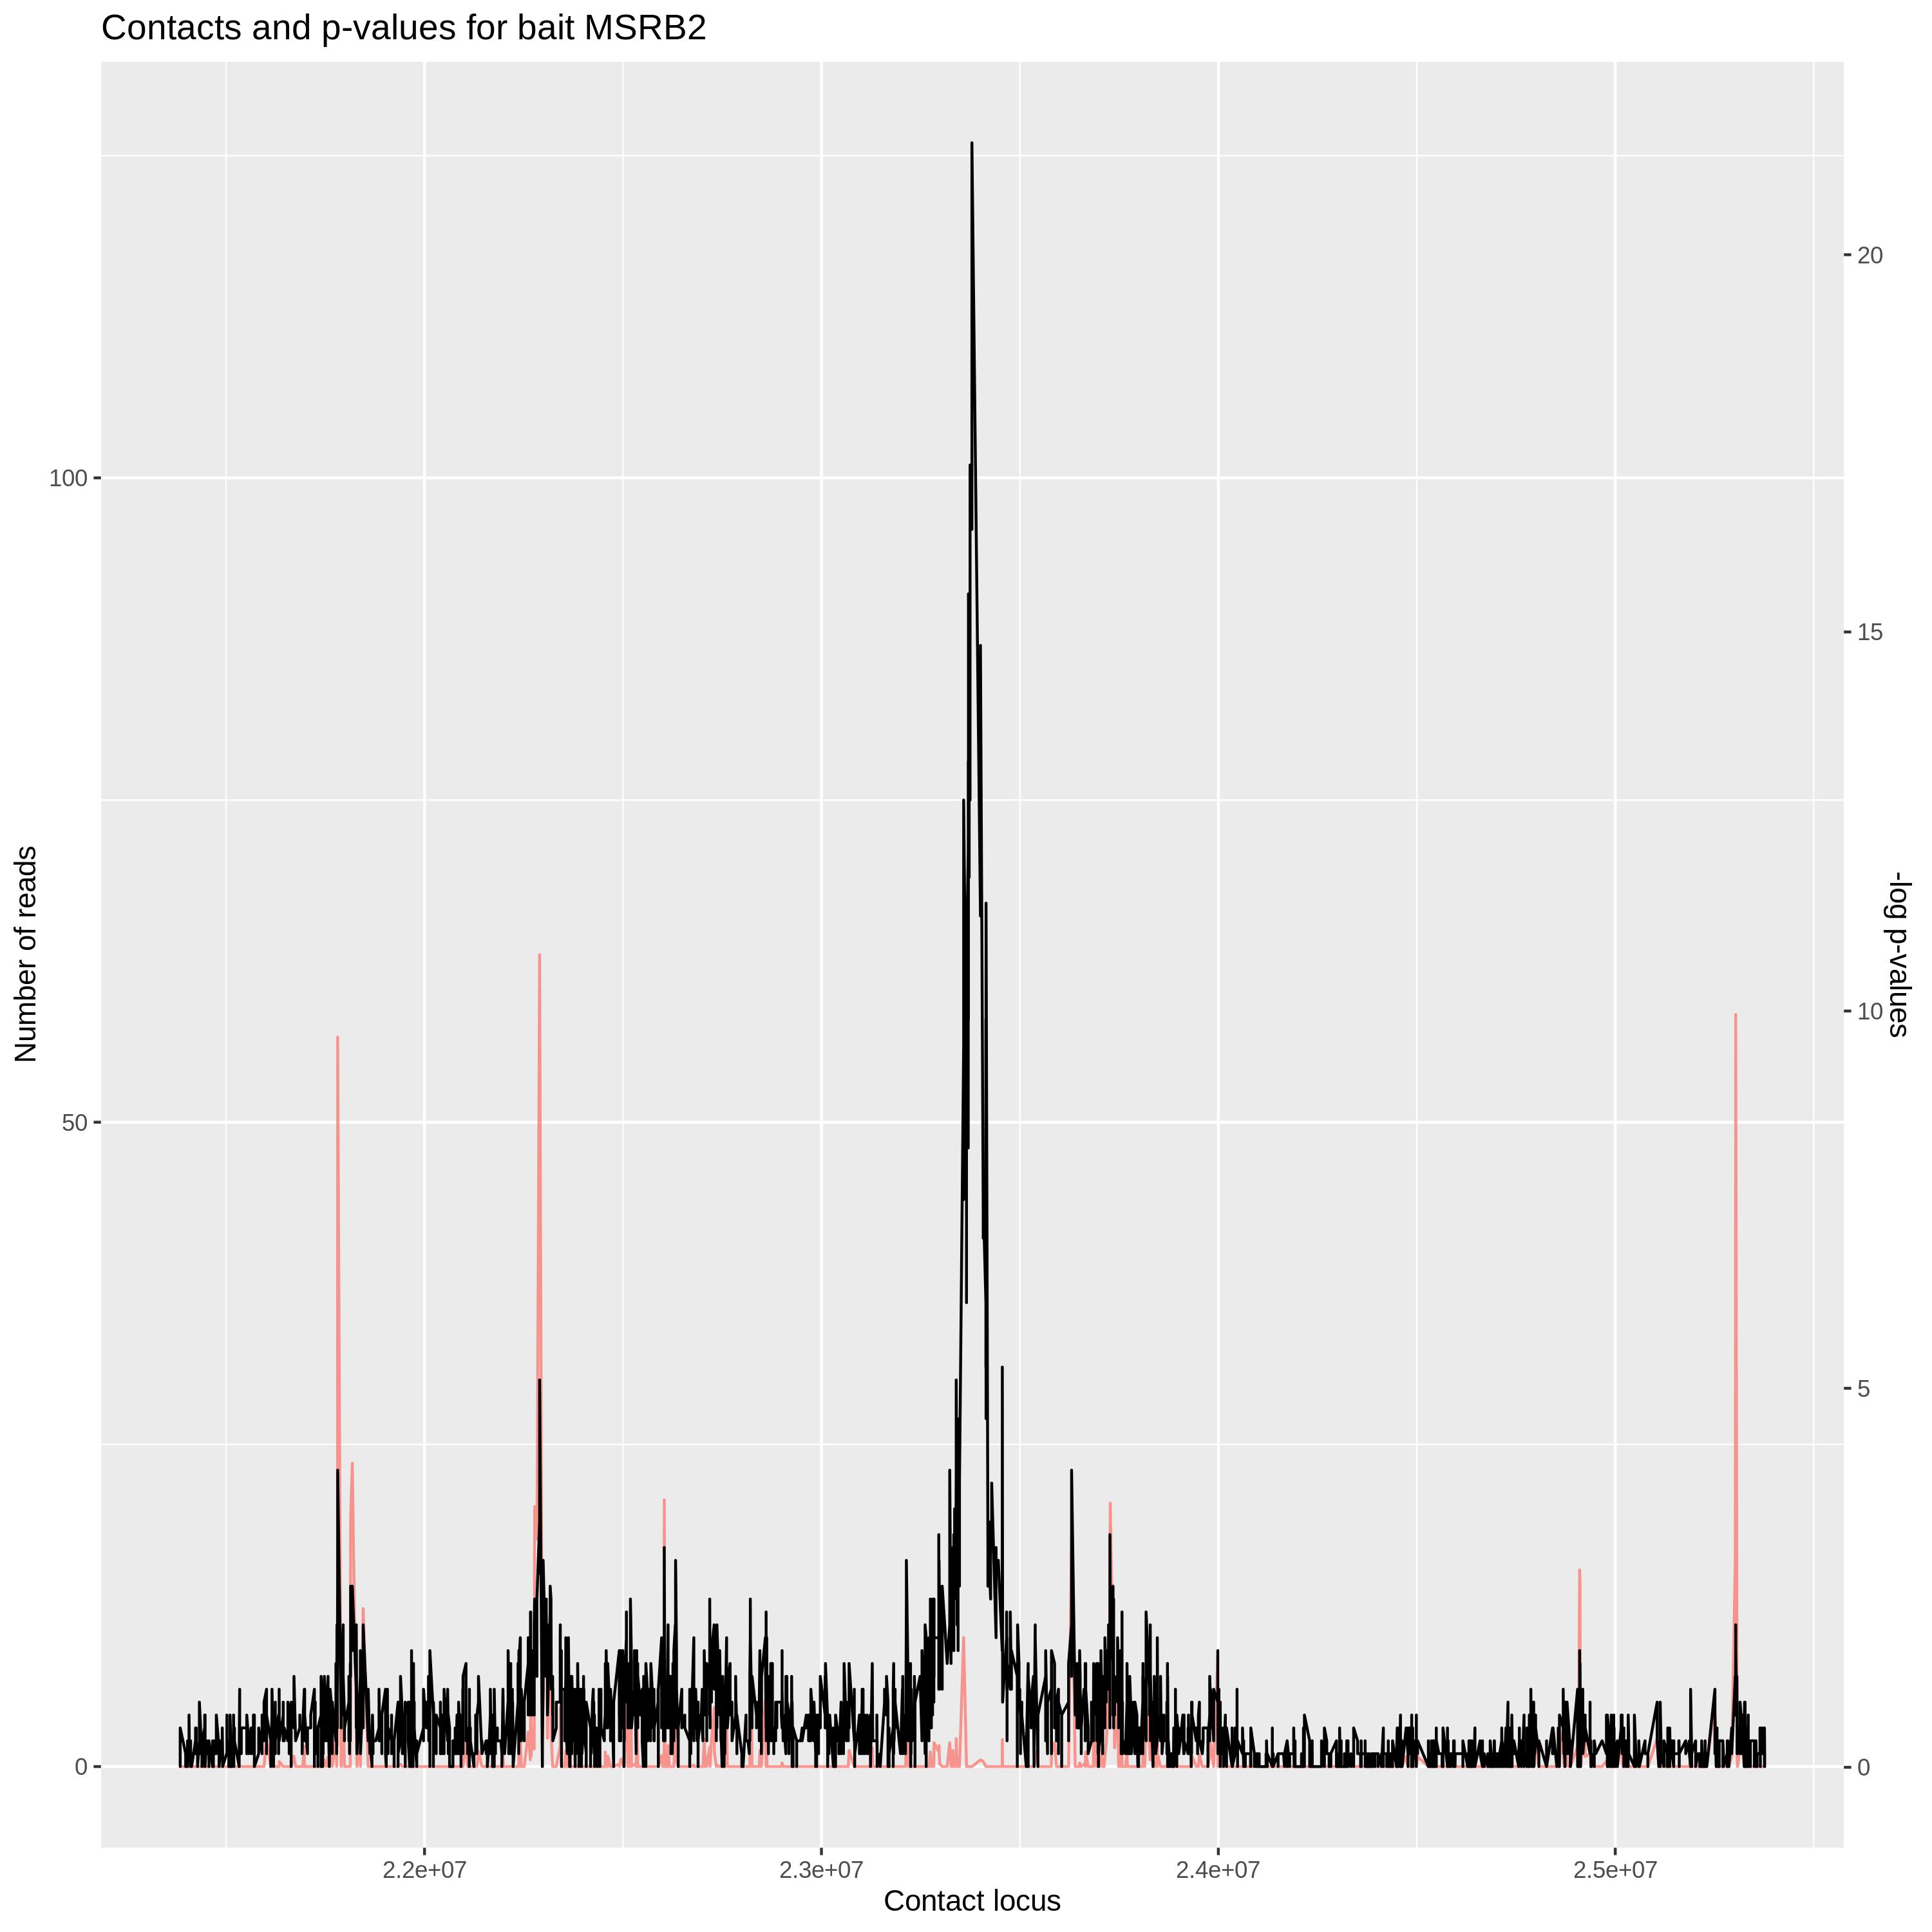 Contacts and p-values for bait MSRB2
Number of reads
100
50
0
20
15
10
5
0
-log p-values
2.2e+07
2.3e+07
2.4e+07
2.5e+07
Contact locus